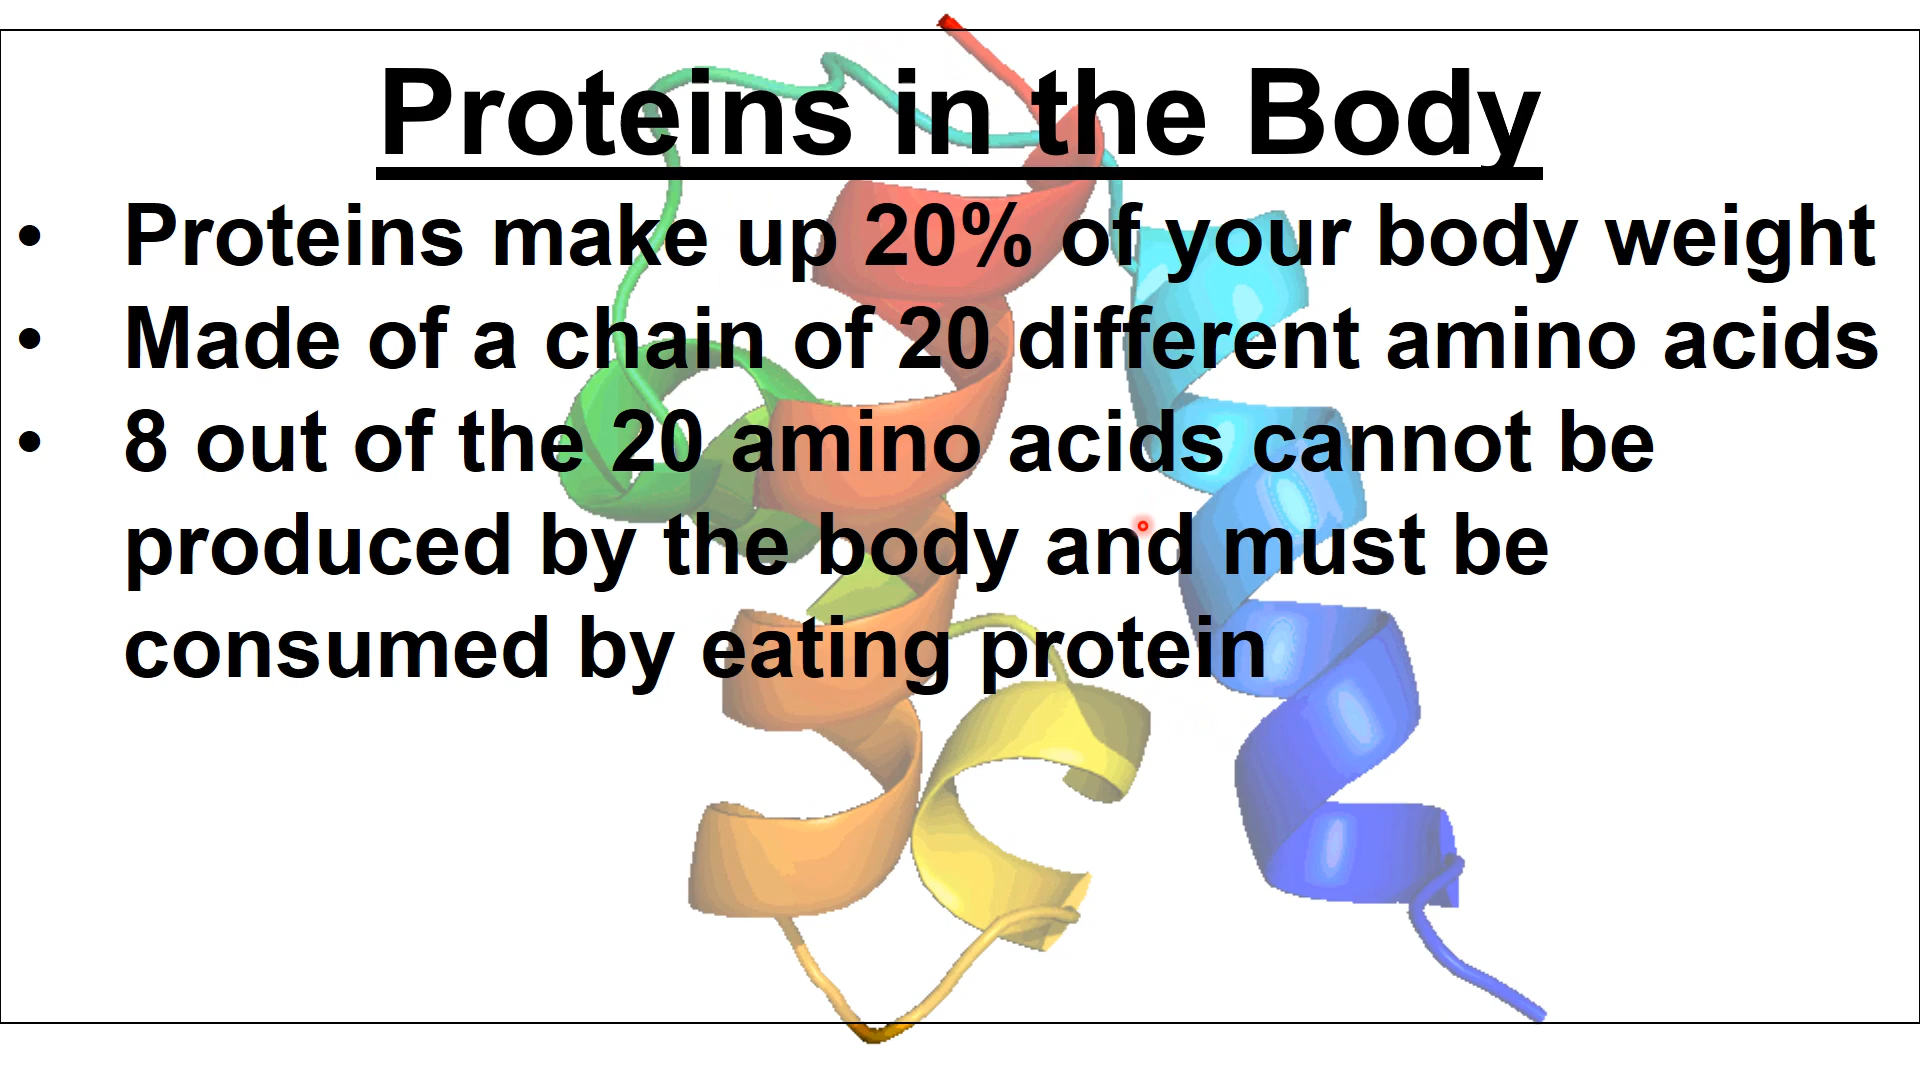 Proteins in the Body
• Proteins make up 20% of your body weight
• Made of a chain of 20 different amino acids
• 8 out of the 20 amino acids cannot be
produced by the body and must be
consumed by eating protein